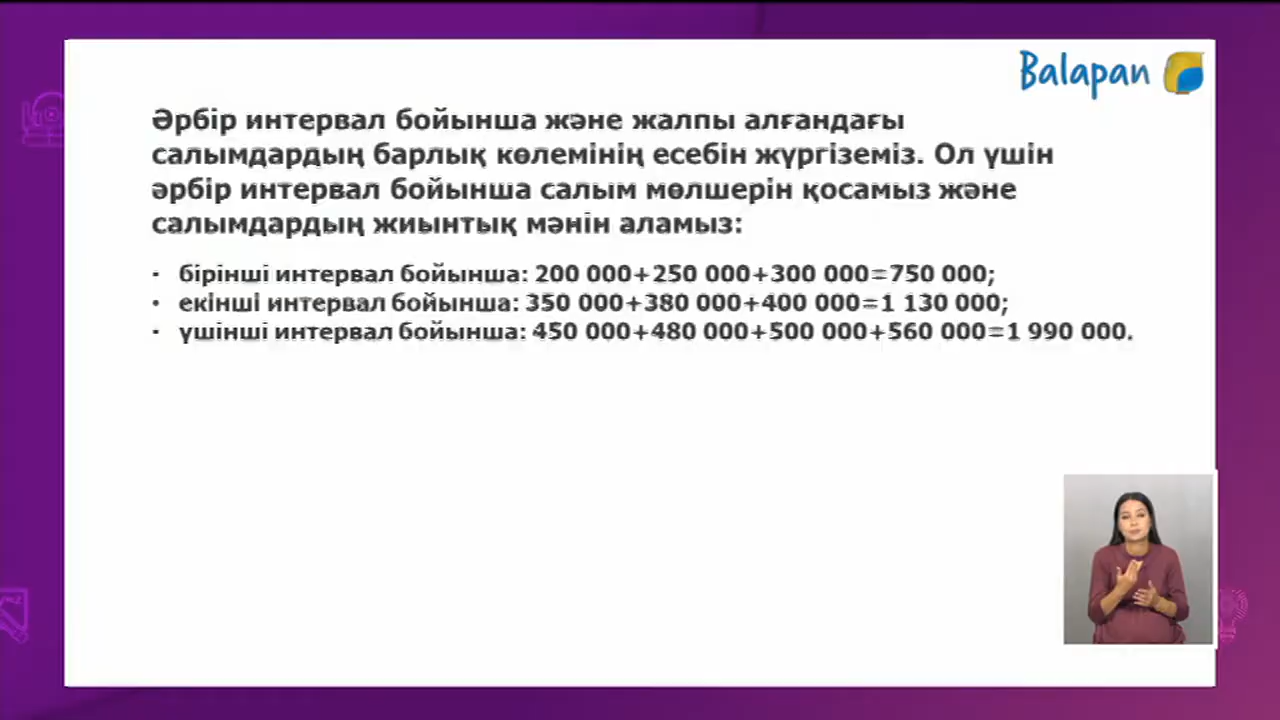 Balapan
Әрбір интервал бойынша және жалпы алғандағы
салымдардың барлық көлемінің есебін жүргіземіз. Ол үшін
әрбір интервал бойынша салым мөлшерін қосамыз және
салымдардың жиынтық мәнін аламыз:
· бірінші интервал бойынша: 200 000+250 000+300 000=750 000;
• екінші интервал бойынша: 350 000+380 000+400 000=1 130 000;
· үшінші интервал бойынша: 450 000+480 000+500 000+560 000=1 990 000.